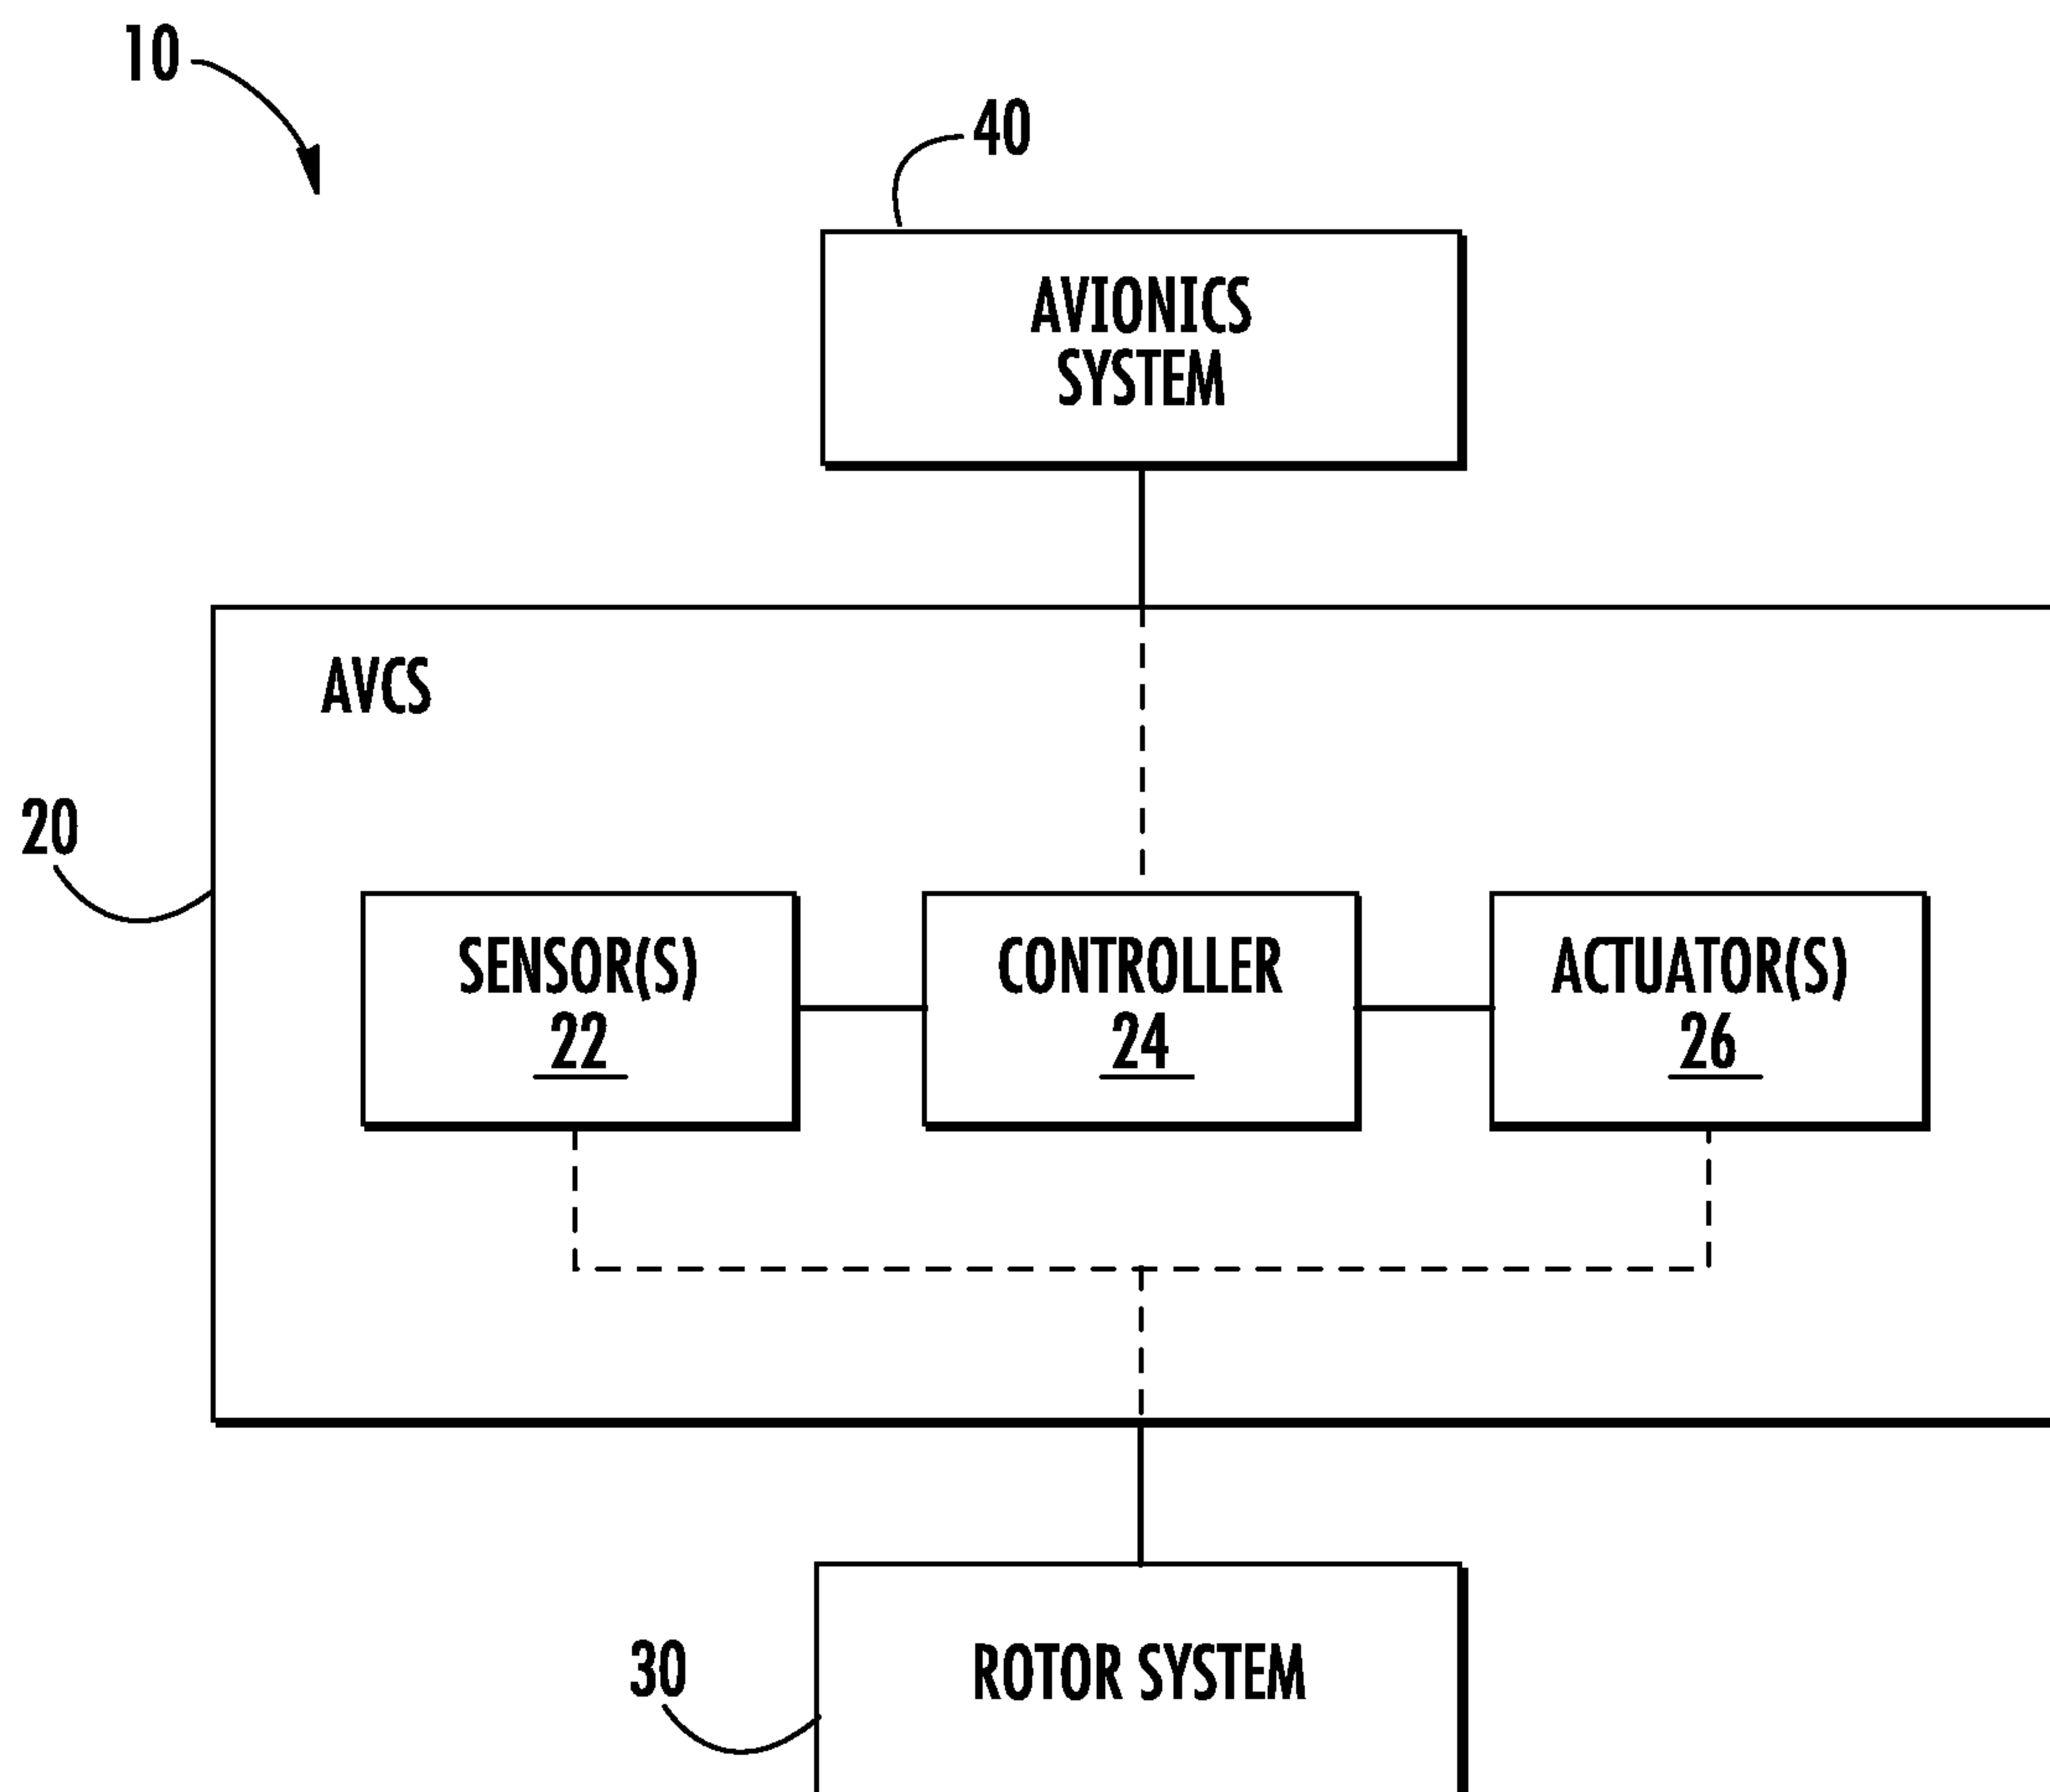 10
40
AVIONICS
SYSTEM
AVCS
20
SENSOR(S)
22
CONTROLLER
24
ACTUATOR(S)
26
30
ROTOR SYSTEM